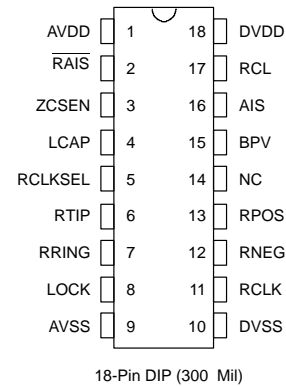 AVDD 1 18 DVDD
RAIS 2 17 RCL
ZCSEN 3 16 AIS
LCAP 4 15 BPV
RCLKSEL 5 14 NC
RTIP 6 13 RPOS
RRING 7 12 RNEG
LOCK 8 11 RCLK
AVSS 9 10 DVSS
18-Pin DIP (300 Mil)